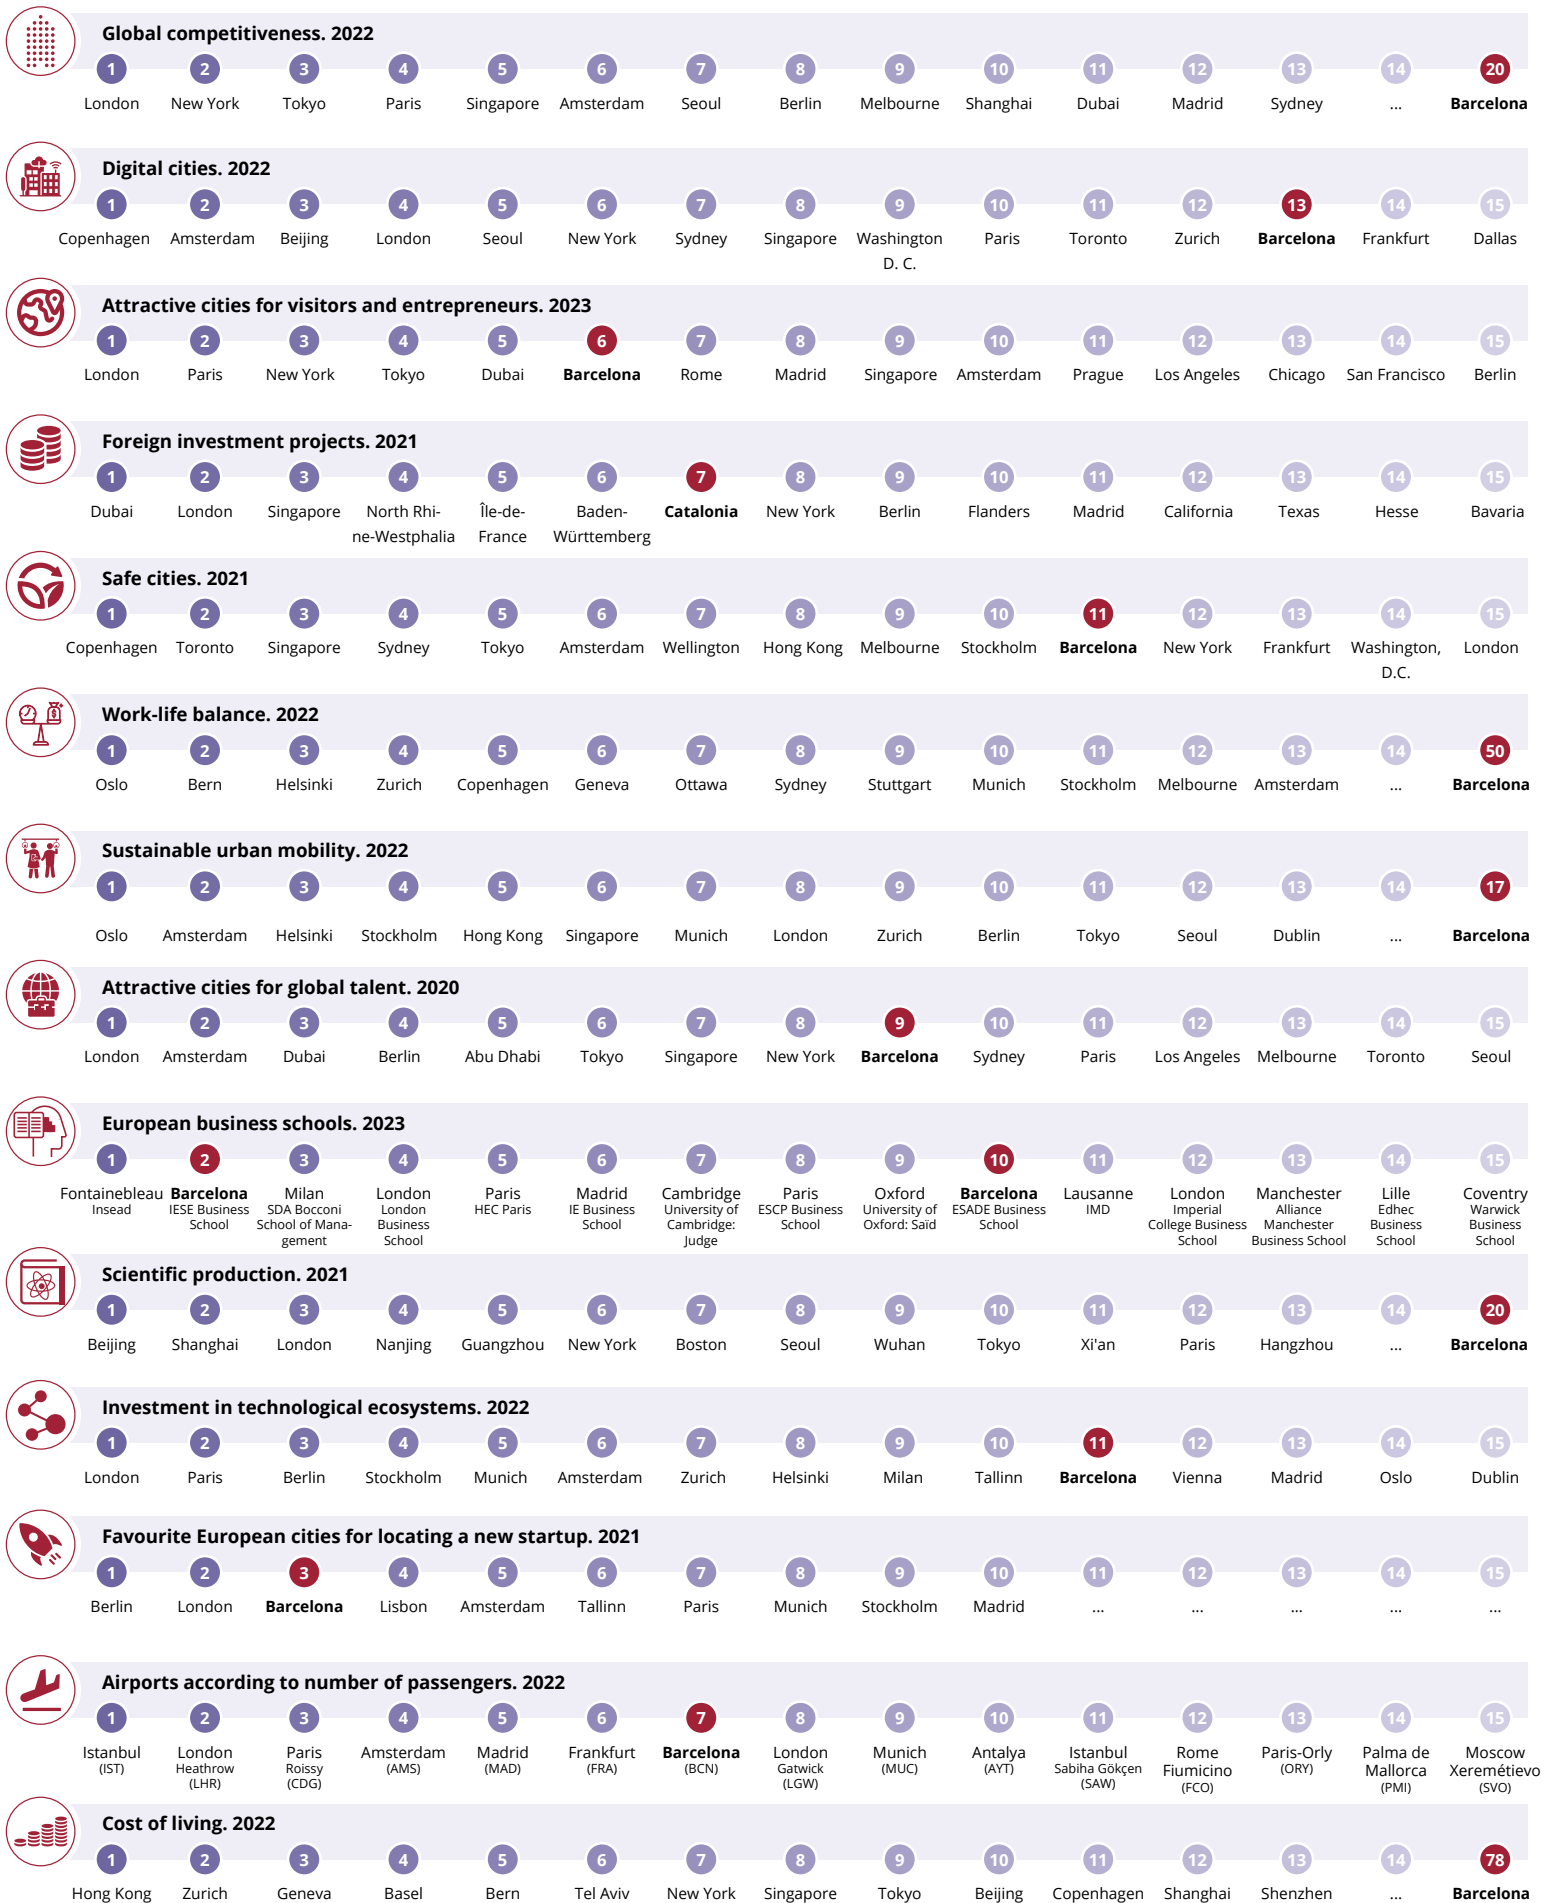 Global competitiveness. 2022
1 2 3 4 5 6 7 8 9 10 11 12 13 14 20
London New York Tokyo Paris Singapore Amsterdam Seoul Berlin Melbourne Shanghai Dubai Madrid Sydney ... Barcelona
Digital cities. 2022
1 2 3 4 5 6 7 8 9 10 11 12 13 14 15
Copenhagen Amsterdam Beijing London Seoul New York Sydney Singapore Washington Paris Toronto Zurich Barcelona Frankfurt Dallas
D. C.
Attractive cities for visitors and entrepreneurs. 2023
1 2 3 4 5 6 7 8 9 10 11 12 13 14 15
London Paris New York Tokyo Dubai Barcelona Rome Madrid Singapore Amsterdam Prague Los Angeles Chicago San Francisco Berlin
Foreign investment projects. 2021
1 2 3 4 5 6 7 8 9 10 11 12 13 14 15
Dubai London Singapore North Rhi- Île-de- Baden- Catalonia New York Berlin Flanders Madrid California Texas Hesse Bavaria
ne-Westphalia France Württemberg
Safe cities. 2021
1 2 3 4 5 6 7 8 9 10 11 12 13 14 15
Copenhagen Toronto Singapore Sydney Tokyo Amsterdam Wellington Hong Kong Melbourne Stockholm Barcelona New York Frankfurt Washington, London
D.C.
Work-life balance. 2022
1 2 3 4 5 6 7 8 9 10 11 12 13 14 50
Oslo Bern Helsinki Zurich Copenhagen Geneva Ottawa Sydney Stuttgart Munich Stockholm Melbourne Amsterdam ... Barcelona
Sustainable urban mobility. 2022
1 2 3 4 5 6 7 8 9 10 11 12 13 14 17
Oslo Amsterdam Helsinki Stockholm Hong Kong Singapore Munich London Zurich Berlin Tokyo Seoul Dublin ... Barcelona
Attractive cities for global talent. 2020
1 2 3 4 5 6 7 8 9 10 11 12 13 14 15
London Amsterdam Dubai Berlin Abu Dhabi Tokyo Singapore New York Barcelona Sydney Paris Los Angeles Melbourne Toronto Seoul
European business schools. 2023
1 2 3 4 5 6 7 8 9 10 11 12 13 14 15
Fontainebleau Barcelona Milan London Paris Madrid Cambridge Paris Oxford Barcelona Lausanne London Manchester Lille Coventry
Insead IESE Business SDA Bocconi London HEC Paris IE Business University of ESCP Business University of ESADE Business IMD Imperial Alliance Edhec Warwick
School School of Mana- Business School Cambridge: School Oxford: Saïd School College Business Manchester Business Business
gement School Judge School Business School School School
Scientific production. 2021
1 2 3 4 5 6 7 8 9 10 11 12 13 14 20
Beijing Shanghai London Nanjing Guangzhou New York Boston Seoul Wuhan Tokyo Xi'an Paris Hangzhou ... Barcelona
Investment in technological ecosystems. 2022
1 2 3 4 5 6 7 8 9 10 11 12 13 14 15
London Paris Berlin Stockholm Munich Amsterdam Zurich Helsinki Milan Tallinn Barcelona Vienna Madrid Oslo Dublin
Favourite European cities for locating a new startup. 2021
1 2 3 4 5 6 7 8 9 10 11 12 13 14 15
Berlin London Barcelona Lisbon Amsterdam Tallinn Paris Munich Stockholm Madrid ... ... ... ... ...
Airports according to number of passengers. 2022
1 2 3 4 5 6 7 8 9 10 11 12 13 14 15
Istanbul London Paris Amsterdam Madrid Frankfurt Barcelona London Munich Antalya Istanbul Rome Paris-Orly Palma de Moscow
(IST) Heathrow Roissy (AMS) (MAD) (FRA) (BCN) Gatwick (MUC) (AYT) Sabiha Gökçen Fiumicino (ORY) Mallorca Xeremétievo
(LHR) (CDG) (LGW) (SAW) (FCO) (PMI) (SVO)
Cost of living. 2022
1 2 3 4 5 6 7 8 9 10 11 12 13 14 78
Hong Kong Zurich Geneva Basel Bern Tel Aviv New York Singapore Tokyo Beijing Copenhagen Shanghai Shenzhen ... Barcelona